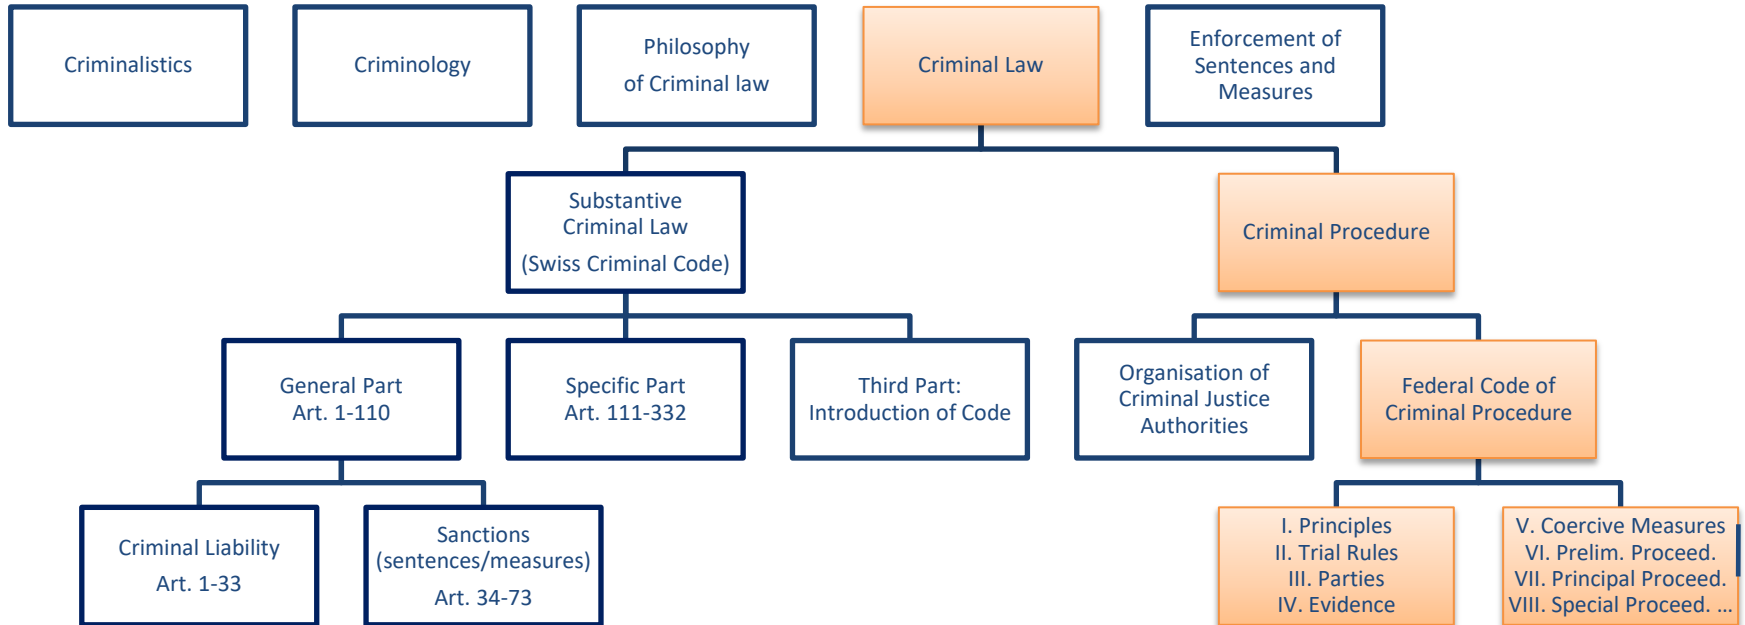 Criminalistics
Criminology
Philosophy
of Criminal law
Criminal Law
Enforcement of
Sentences and
Measures
Substantive
Criminal Law
(Swiss Criminal Code)
Criminal Procedure
General Part
Art. 1-110
Specific Part
Art. 111-332
Third Part:
Introduction of Code
Organisation of
Criminal Justice
Authorities
Federal Code of
Criminal Procedure
Criminal Liability
Art. 1-33
Sanctions
(sentences/measures)
Art. 34-73
I. Principles
II. Trial Rules
III. Parties
IV. Evidence
V. Coercive Measures
VI. Prelim. Proceed.
VII. Principal Proceed.
VIII. Special Proceed. ...